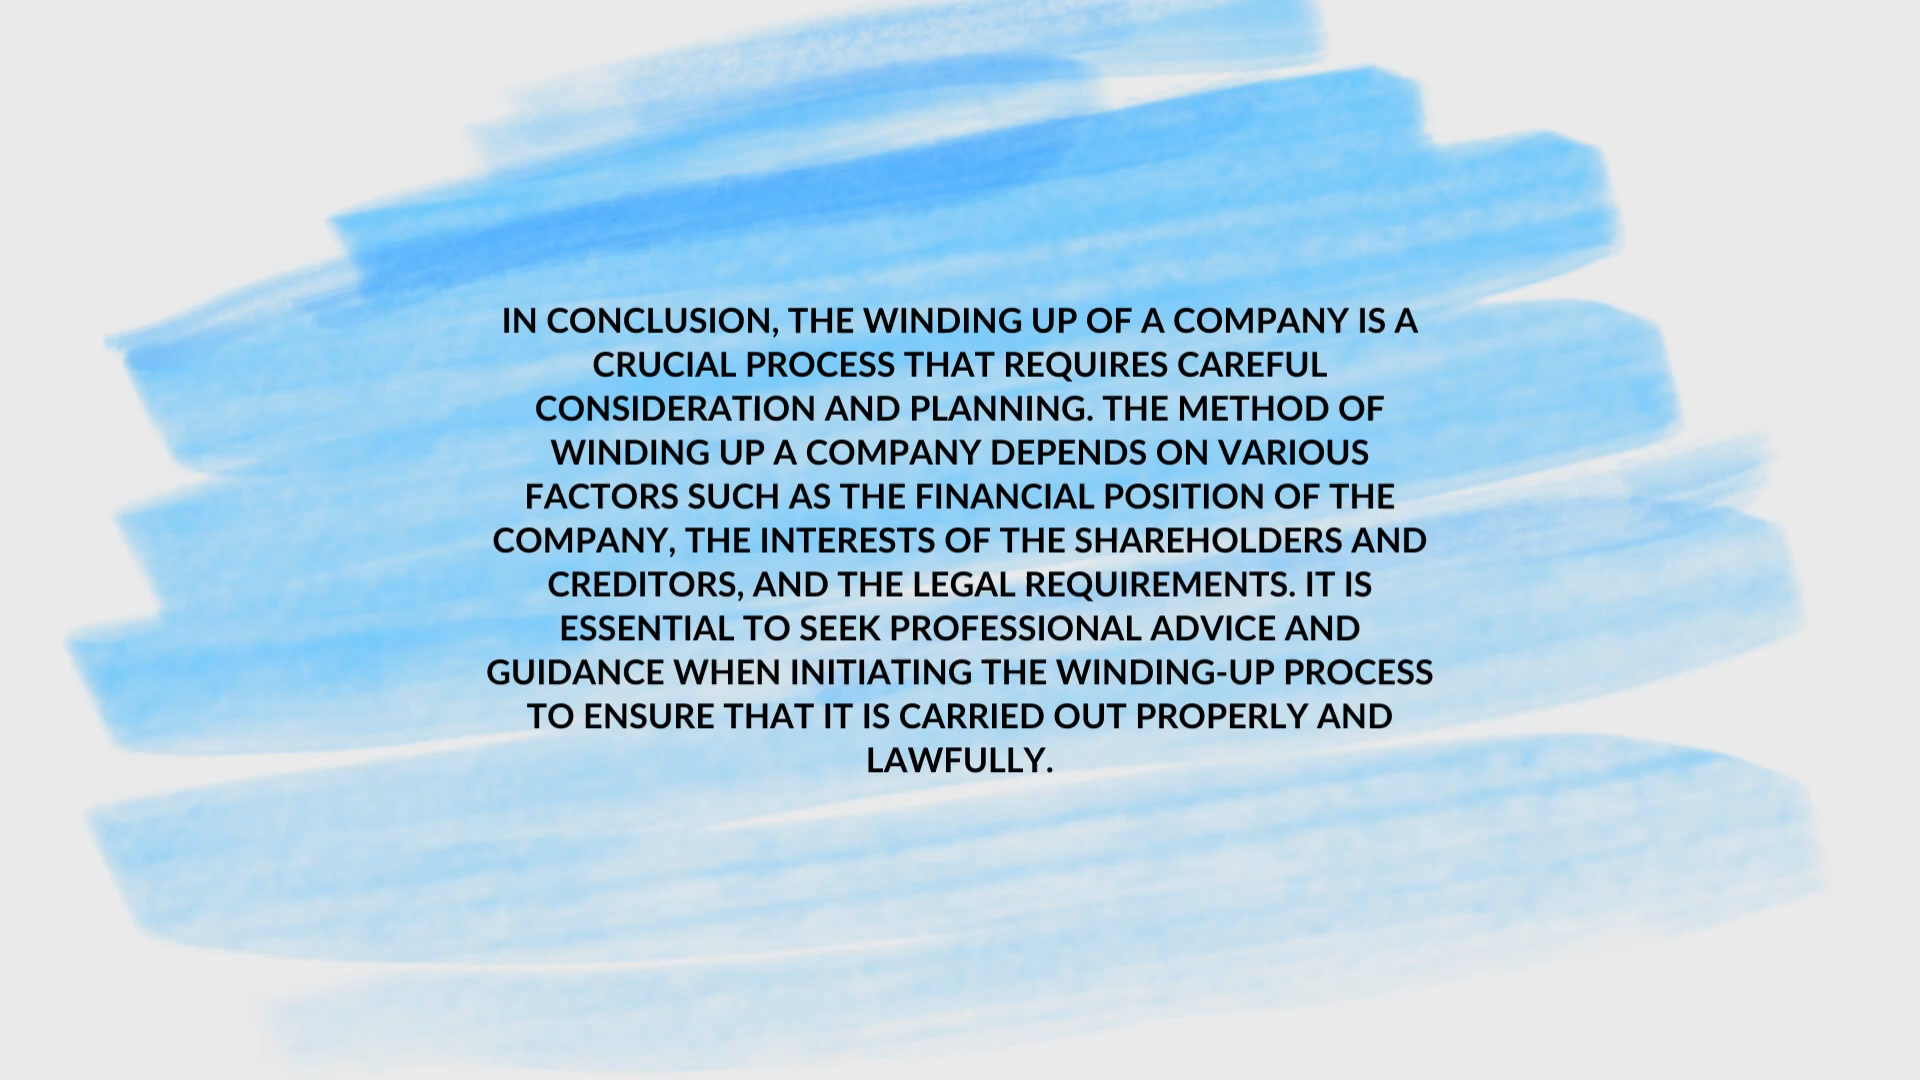 IN CONCLUSION, THE WINDING UP OF A COMPANY IS A
CRUCIAL PROCESS THAT REQUIRES CAREFUL
CONSIDERATION AND PLANNING. THE METHOD OF
WINDING UP A COMPANY DEPENDS ON VARIOUS
FACTORS SUCH AS THE FINANCIAL POSITION OF THE
COMPANY, THE INTERESTS OF THE SHAREHOLDERS AND
CREDITORS, AND THE LEGAL REQUIREMENTS. IT IS
ESSENTIAL TO SEEK PROFESSIONAL ADVICE AND
GUIDANCE WHEN INITIATING THE WINDING-UP PROCESS
TO ENSURE THAT IT IS CARRIED OUT PROPERLY AND
LAWFULLY.